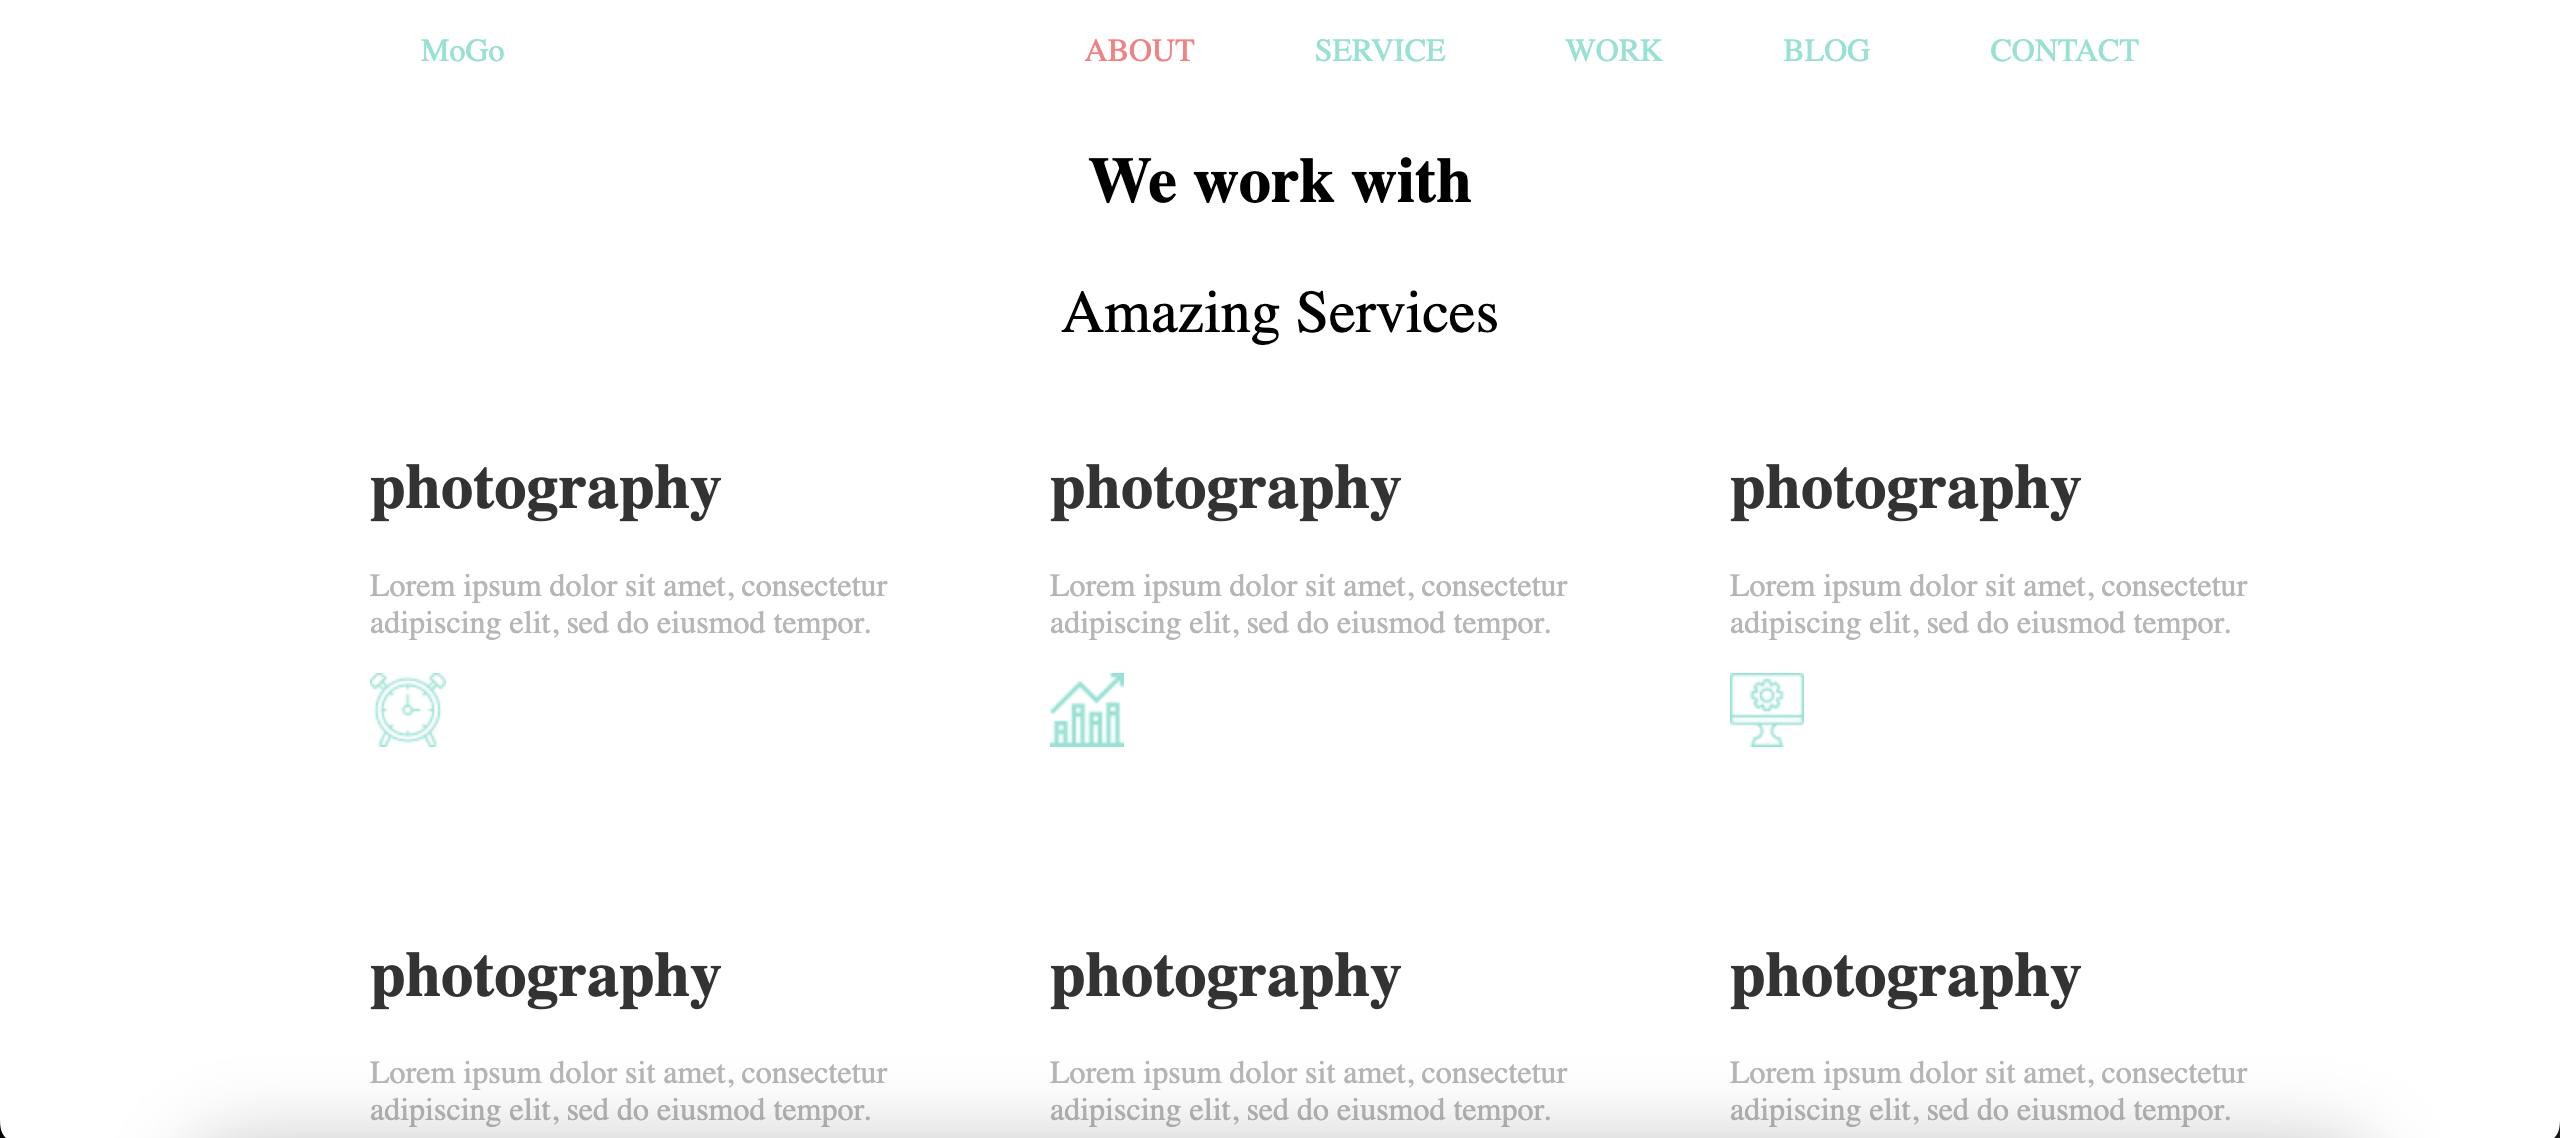 MoGo ABOUT SERVICE WORK BLOG CONTACT
We work with
Amazing Services
photography
Lorem ipsum dolor sit amet, consectetur
adipiscing elit, sed do eiusmod tempor.
photography
Lorem ipsum dolor sit amet, consectetur
adipiscing elit, sed do eiusmod tempor.
photography
Lorem ipsum dolor sit amet, consectetur
adipiscing elit, sed do eiusmod tempor.
photography
Lorem ipsum dolor sit amet, consectetur
adipiscing elit, sed do eiusmod tempor.
photography
Lorem ipsum dolor sit amet, consectetur
adipiscing elit, sed do eiusmod tempor.
photography
Lorem ipsum dolor sit amet, consectetur
adipiscing elit, sed do eiusmod tempor.